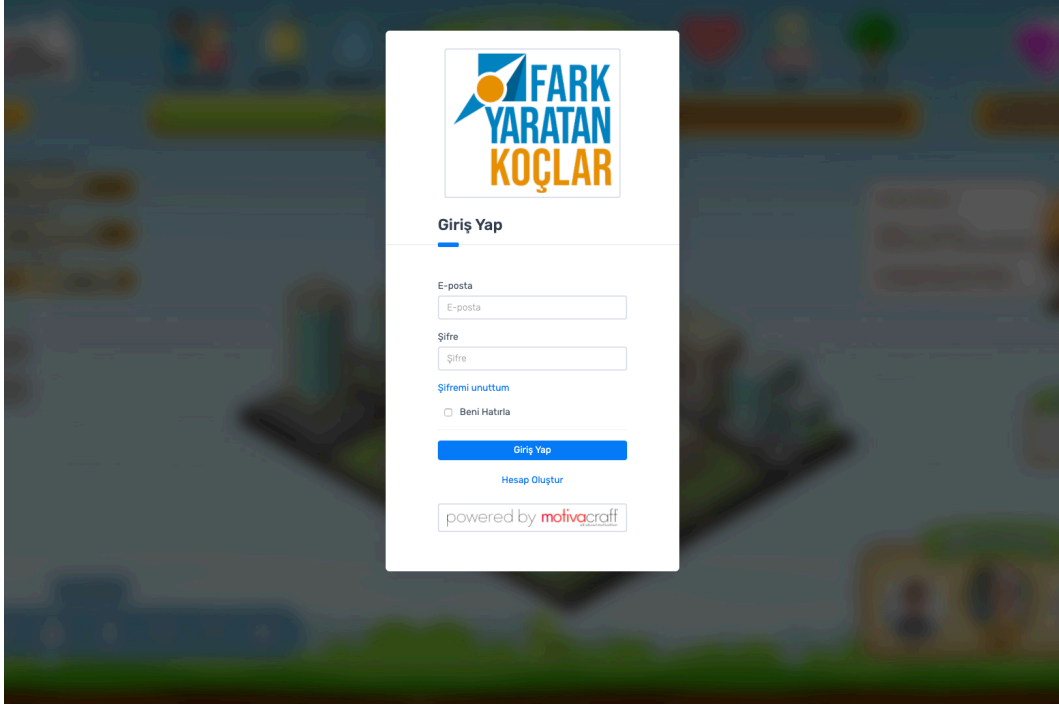 FARK
YARATAN
KOÇLAR
Giriş Yap
E-posta
E-posta
Şifre
Şifre
Şifremi unuttum
Beni Hatırla
Giriş Yap
Hesap Oluştur
powered by motivacraft